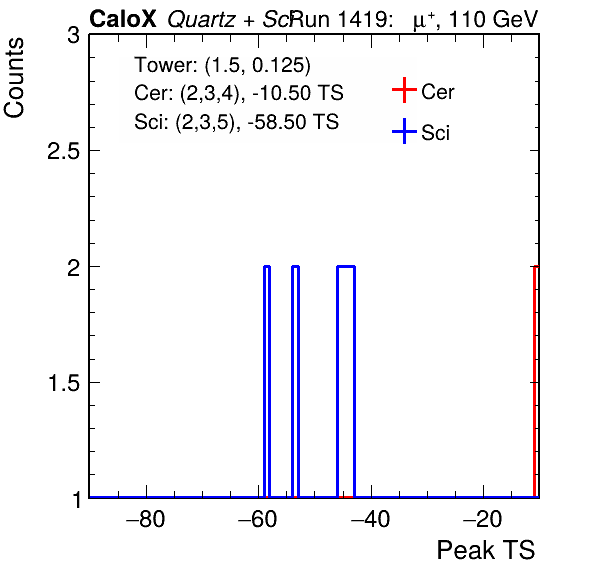 CaloX Quartz + Sci Run 1419: μ⁺, 110 GeV
Counts
3
2.5
2
1.5
1
Tower: (1.5, 0.125)
Cer: (2,3,4), -10.50 TS
Sci: (2,3,5), -58.50 TS
Cer
Sci
−80 −60 −40 −20
Peak TS